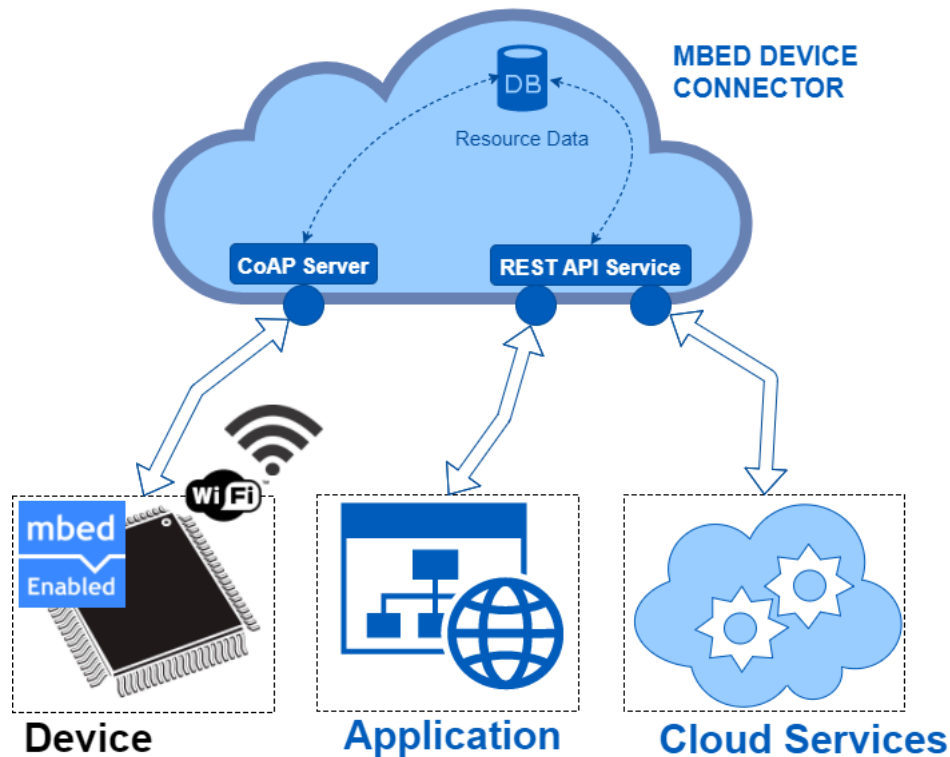 MBED DEVICE
CONNECTOR
DB
Resource Data
CoAP Server
REST API Service
WiFi
mbed
Enabled
Device
Application
Cloud Services